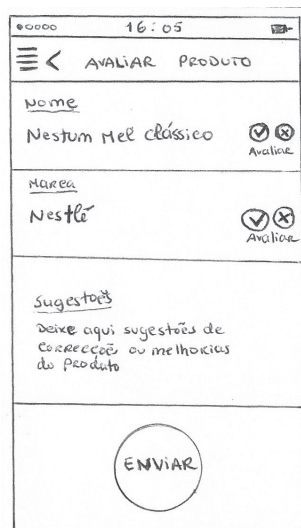 16:05
AVALIAR PRODUTO
Nome
Nestum Mel clássico
Avaliar
Marca
Nestlé
Avaliar
Sugestões
Deixe aqui sugestões de
correccoẽ ou melhorias
do Produto
ENVIAR